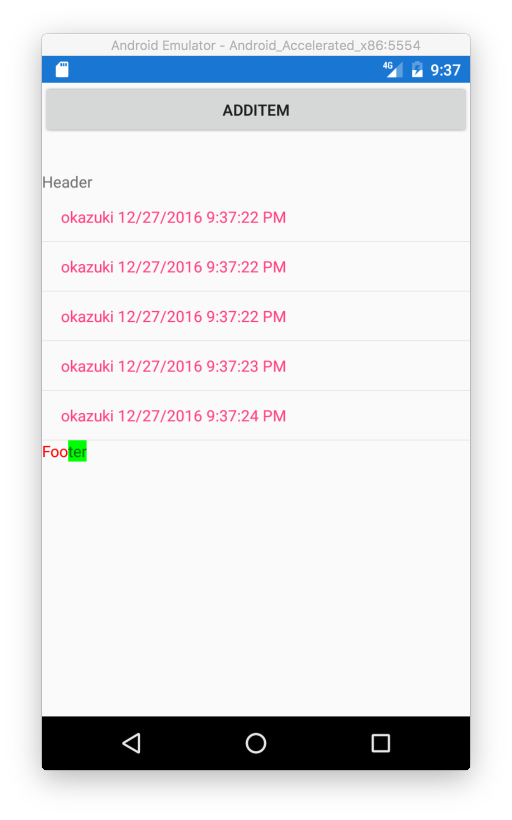 Android Emulator - Android_Accelerated_x86:5554
4G 9:37
ADDITEM
Header
okazuki 12/27/2016 9:37:22 PM
okazuki 12/27/2016 9:37:22 PM
okazuki 12/27/2016 9:37:22 PM
okazuki 12/27/2016 9:37:23 PM
okazuki 12/27/2016 9:37:24 PM
Footer